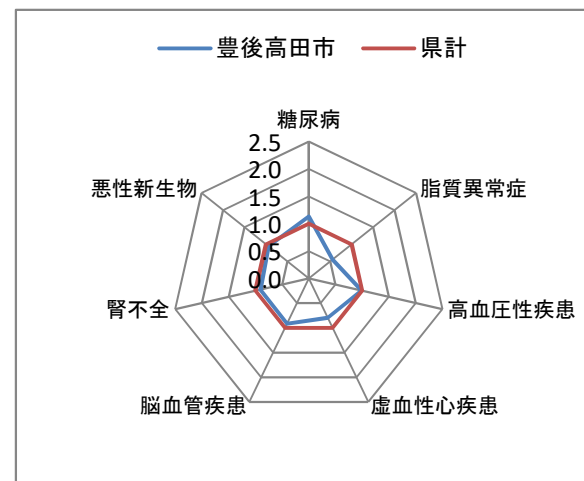 豊後高田市 県計
糖尿病
2.5
2.0
1.5
1.0
0.5
0.0
脂質異常症
高血圧性疾患
虚血性心疾患
脳血管疾患
腎不全
悪性新生物